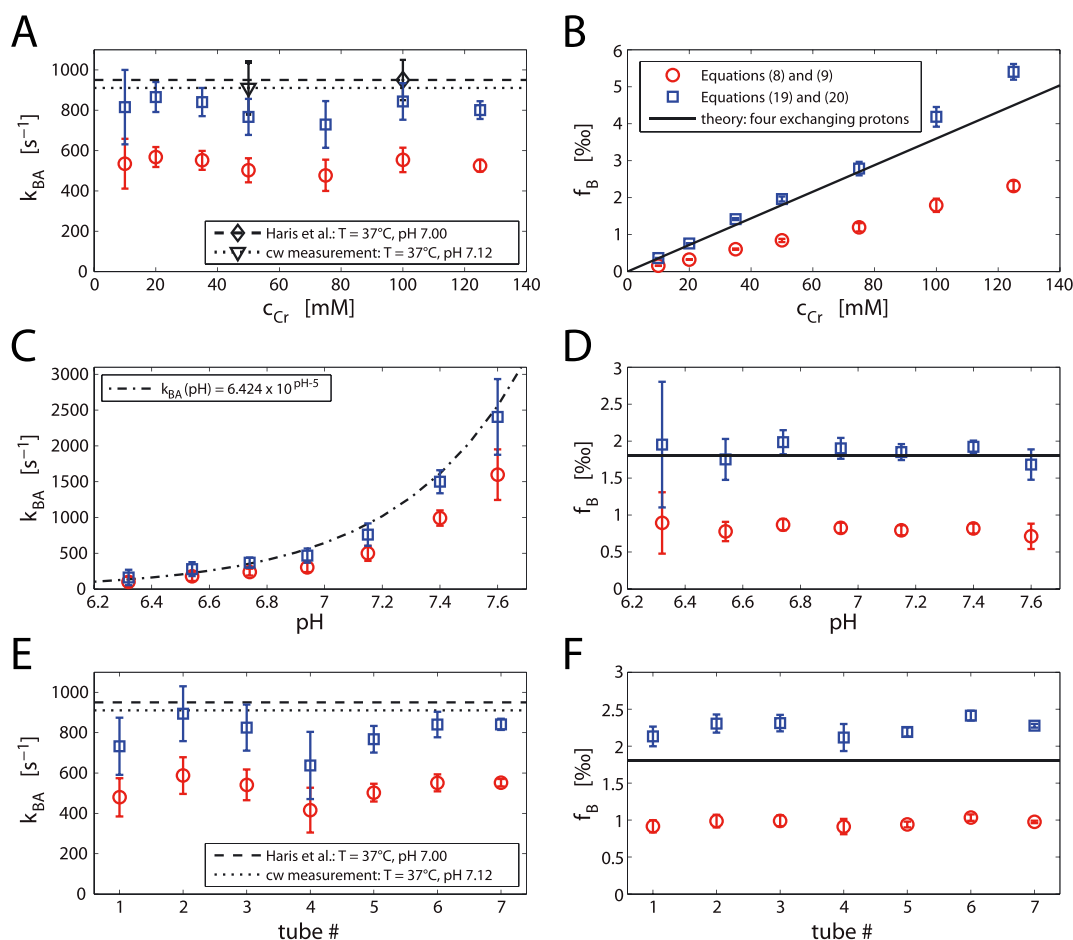 A
k_BA [s⁻¹]
1000
800
600
400
200
0
Haris et al.: T = 37°C, pH 7.00
cw measurement: T = 37°C, pH 7.12
0 20 40 60 80 100 120 140
c_Cr [mM]
B
f_B [‰]
6
5
4
3
2
1
0
Equations (8) and (9)
Equations (19) and (20)
theory: four exchanging protons
0 20 40 60 80 100 120 140
c_Cr [mM]
C
k_BA [s⁻¹]
3000
2500
2000
1500
1000
500
0
k_BA(pH) = 6.424 x 10^pH-5
6.2 6.4 6.6 6.8 7 7.2 7.4 7.6
pH
D
f_B [‰]
3
2.5
2
1.5
1
0.5
0
6.2 6.4 6.6 6.8 7 7.2 7.4 7.6
pH
E
k_BA [s⁻¹]
1000
800
600
400
200
0
Haris et al.: T = 37°C, pH 7.00
cw measurement: T = 37°C, pH 7.12
1 2 3 4 5 6 7
tube #
F
f_B [‰]
3
2.5
2
1.5
1
0.5
0
1 2 3 4 5 6 7
tube #